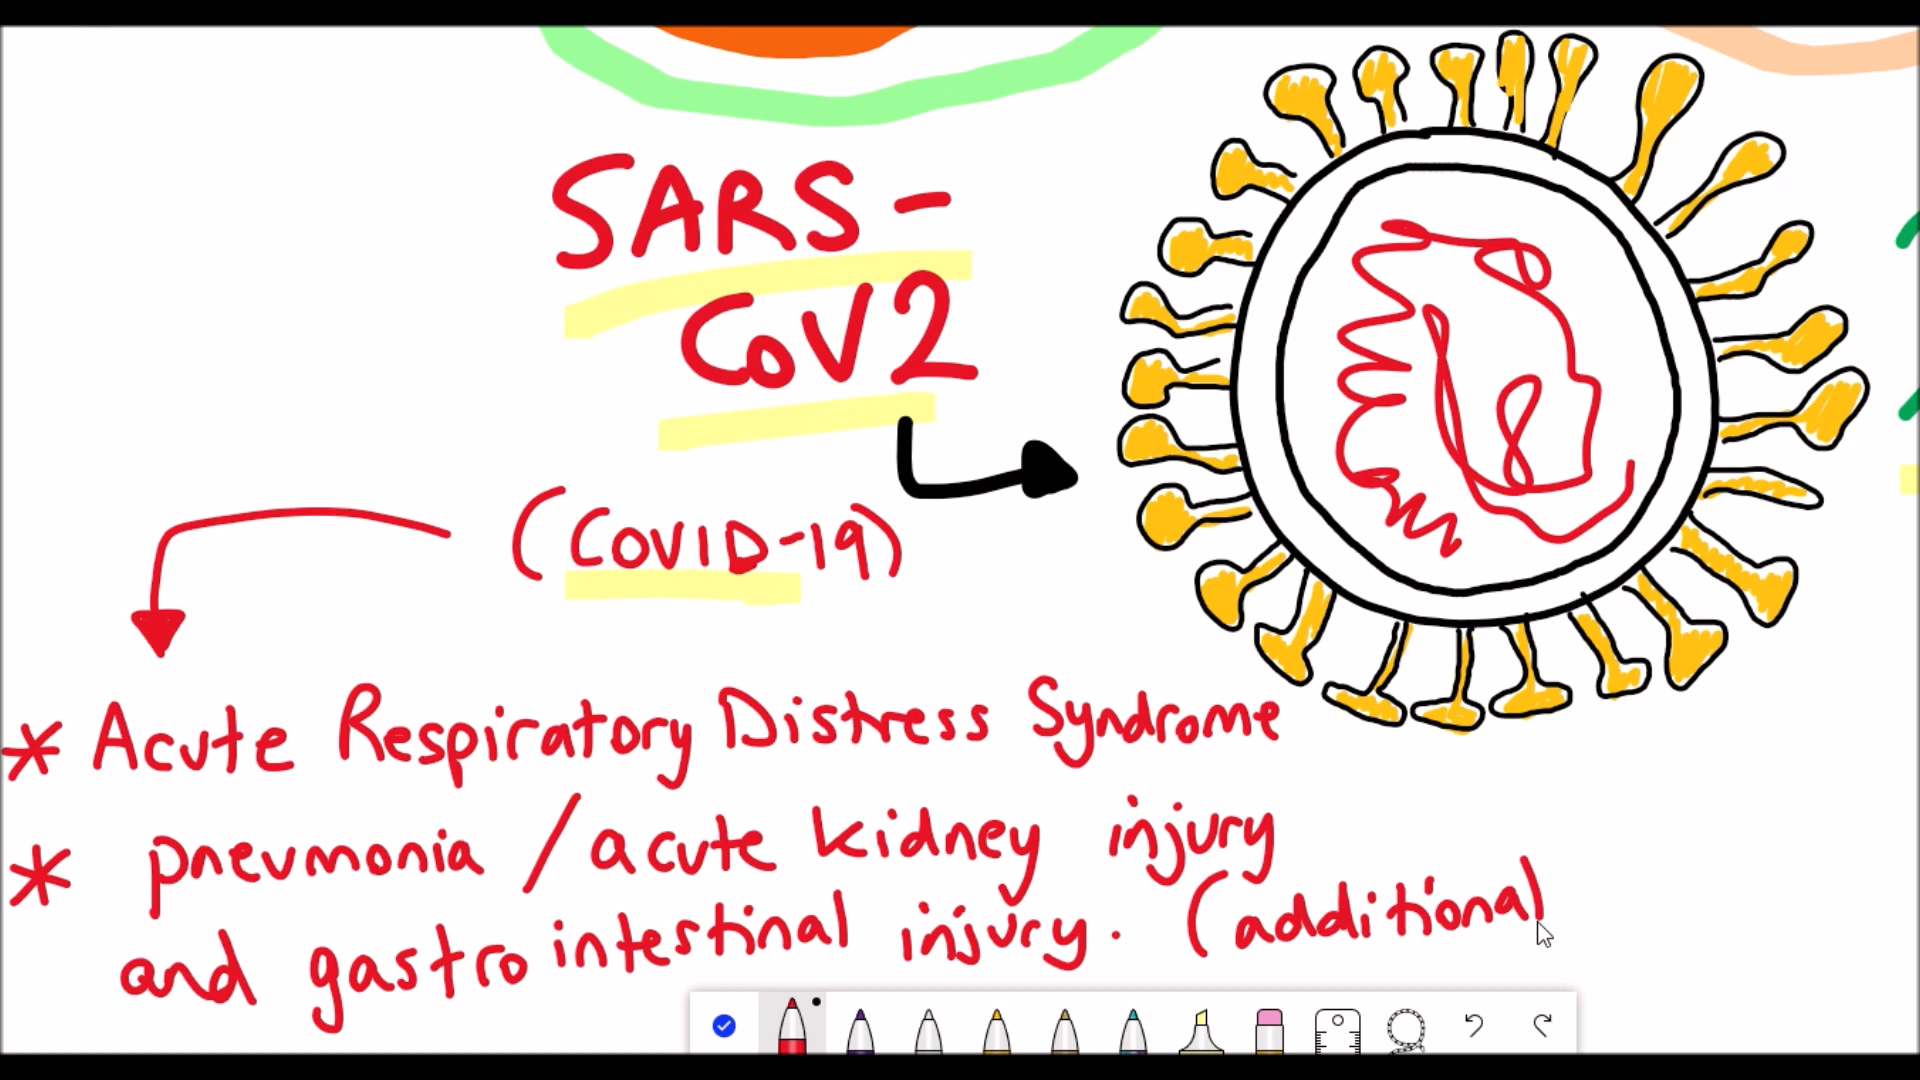 SARS-
CoV2
(COVID-19)
* Acute Respiratory Distress Syndrome
* pneumonia / acute kidney injury
and gastrointestinal injury. (additional